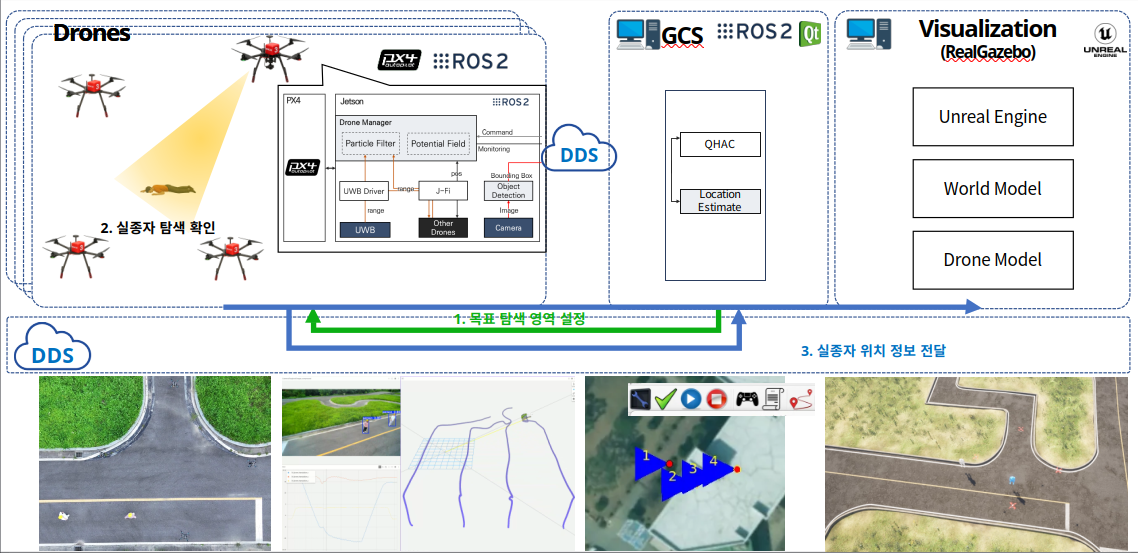 Drones
px4
autopilot
ROS 2
2. 실종자 탐색 확인
PX4
px4
autopilot
Jetson
ROS 2
Drone Manager
Particle Filter
Potential Field
Command
Monitoring
pos
Bounding Box
UWB Driver
range
J-Fi
Object
Detection
range
Image
UWB
Other
Drones
Camera
DDS
GCS
ROS 2
Qt
QHAC
Location
Estimate
Visualization
(RealGazebo)
UNREAL
ENGINE
Unreal Engine
World Model
Drone Model
1. 목표 탐색 영역 설정
DDS
3. 실종자 위치 정보 전달
1
2
3
4